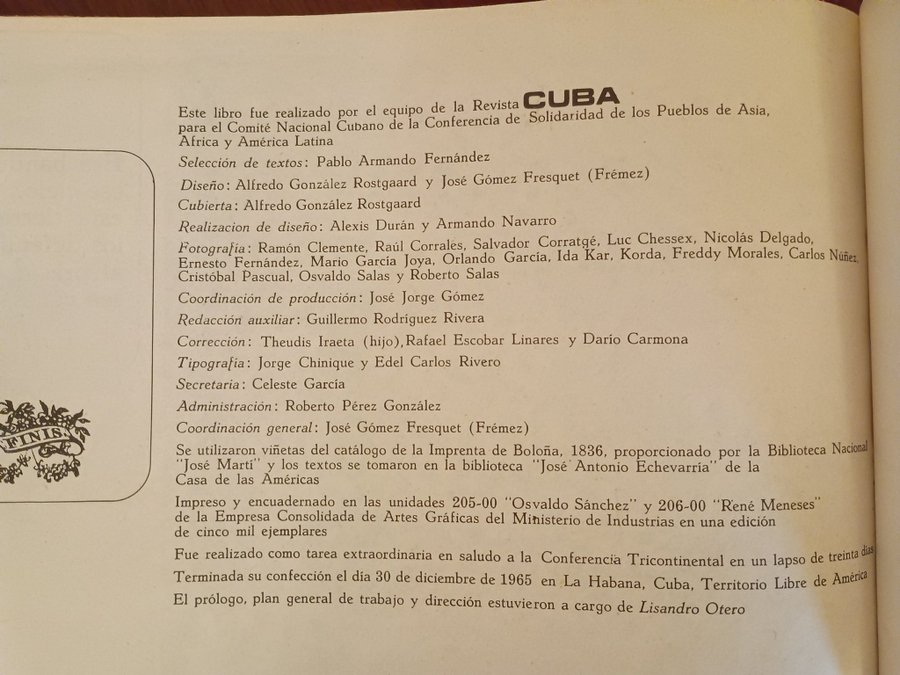 Este libro fue realizado por el equipo de la Revista CUBA
para el Comité Nacional Cubano de la Conferencia de Solidaridad de los Pueblos de Asia,
Africa y América Latina
Selección de textos: Pablo Armando Fernández
Diseño: Alfredo González Rostgaard y José Gómez Fresquet (Frémez)
Cubierta: Alfredo González Rostgaard
Realizacion de diseño: Alexis Durán y Armando Navarro
Fotografía: Ramón Clemente, Raúl Corrales, Salvador Corratgé, Luc Chessex, Nicolás Delgado,
Ernesto Fernández, Mario García Joya, Orlando García, Ida Kar, Korda, Freddy Morales, Carlos Núñez,
Cristóbal Pascual, Osvaldo Salas y Roberto Salas
Coordinación de producción: José Jorge Gómez
Redacción auxiliar: Guillermo Rodríguez Rivera
Corrección: Theudis Iraeta (hijo), Rafael Escobar Linares y Darío Carmona
Tipografía: Jorge Chinique y Edel Carlos Rivero
Secretaria: Celeste García
Administración: Roberto Pérez González
Coordinación general: José Gómez Fresquet (Frémez)
FINIS
Se utilizaron viñetas del catálogo de la Imprenta de Boloña, 1836, proporcionado por la Biblioteca Nacional
"José Martí" y los textos se tomaron en la biblioteca "José Antonio Echevarría" de la
Casa de las Américas
Impreso y encuadernado en las unidades 205-00 "Osvaldo Sánchez" y 206-00 "René Meneses"
de la Empresa Consolidada de Artes Gráficas del Ministerio de Industrias en una edición
de cinco mil ejemplares
Fue realizado como tarea extraordinaria en saludo a la Conferencia Tricontinental en un lapso de treinta días
Terminada su confección el día 30 de diciembre de 1965 en La Habana, Cuba, Territorio Libre de América
El prólogo, plan general de trabajo y dirección estuvieron a cargo de Lisandro Otero